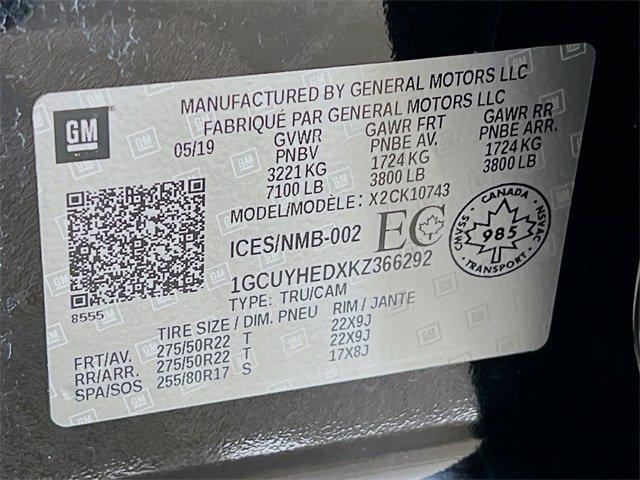 GM
MANUFACTURED BY GENERAL MOTORS LLC
FABRIQUÉ PAR GENERAL MOTORS LLC
05/19 GVWR GAWR FRT GAWR RR
PNBV PNBE AV. PNBE ARR.
3221 KG 1724 KG 1724 KG
7100 LB 3800 LB 3800 LB
MODEL/MODÈLE: X2CK10743
ICES/NMB-002 EC
CANADA
CMVSS 985 NSVAC
TRANSPORT
1GCUYHEDXKZ366292
TYPE: TRU/CAM
8555
TIRE SIZE / DIM. PNEU RIM / JANTE
FRT/AV. 275/50R22 T 22X9J
RR/ARR. 275/50R22 T 22X9J
SPA/SOS 255/80R17 S 17X8J